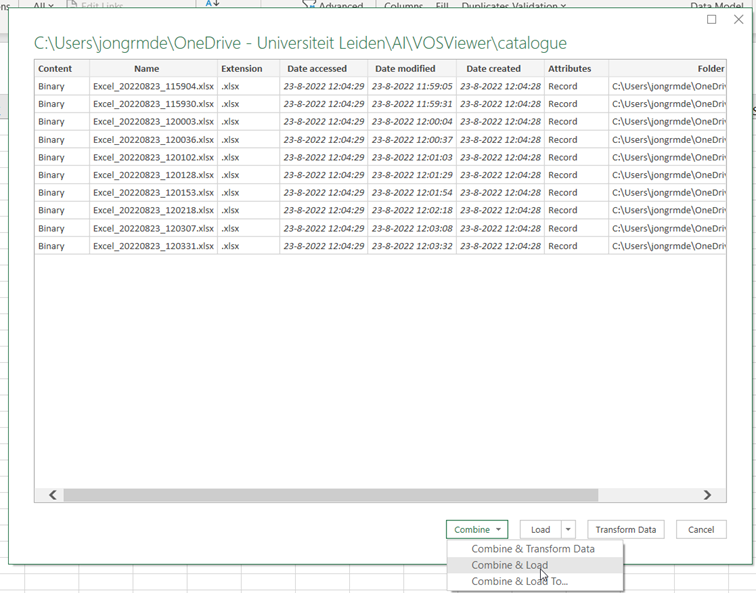 All Edit Links Advanced Columns Fill Duplicates Validation Data Model
C:\Users\jongrmde\OneDrive - Universiteit Leiden\AI\VOSViewer\catalogue
Content Name Extension Date accessed Date modified Date created Attributes Folder
Binary Excel_20220823_115904.xlsx .xlsx 23-8-2022 12:04:29 23-8-2022 11:59:05 23-8-2022 12:04:28 Record C:\Users\jongrmde\OneDriv
Binary Excel_20220823_115930.xlsx .xlsx 23-8-2022 12:04:29 23-8-2022 11:59:31 23-8-2022 12:04:28 Record C:\Users\jongrmde\OneDriv
Binary Excel_20220823_120003.xlsx .xlsx 23-8-2022 12:04:29 23-8-2022 12:00:04 23-8-2022 12:04:28 Record C:\Users\jongrmde\OneDriv
Binary Excel_20220823_120036.xlsx .xlsx 23-8-2022 12:04:29 23-8-2022 12:00:37 23-8-2022 12:04:28 Record C:\Users\jongrmde\OneDriv
Binary Excel_20220823_120102.xlsx .xlsx 23-8-2022 12:04:29 23-8-2022 12:01:03 23-8-2022 12:04:28 Record C:\Users\jongrmde\OneDriv
Binary Excel_20220823_120128.xlsx .xlsx 23-8-2022 12:04:29 23-8-2022 12:01:29 23-8-2022 12:04:28 Record C:\Users\jongrmde\OneDriv
Binary Excel_20220823_120153.xlsx .xlsx 23-8-2022 12:04:29 23-8-2022 12:01:54 23-8-2022 12:04:28 Record C:\Users\jongrmde\OneDriv
Binary Excel_20220823_120218.xlsx .xlsx 23-8-2022 12:04:29 23-8-2022 12:02:18 23-8-2022 12:04:28 Record C:\Users\jongrmde\OneDriv
Binary Excel_20220823_120307.xlsx .xlsx 23-8-2022 12:04:29 23-8-2022 12:03:08 23-8-2022 12:04:28 Record C:\Users\jongrmde\OneDriv
Binary Excel_20220823_120331.xlsx .xlsx 23-8-2022 12:04:29 23-8-2022 12:03:32 23-8-2022 12:04:28 Record C:\Users\jongrmde\OneDriv
Combine Load Transform Data Cancel
Combine & Transform Data
Combine & Load
Combine & Load To...